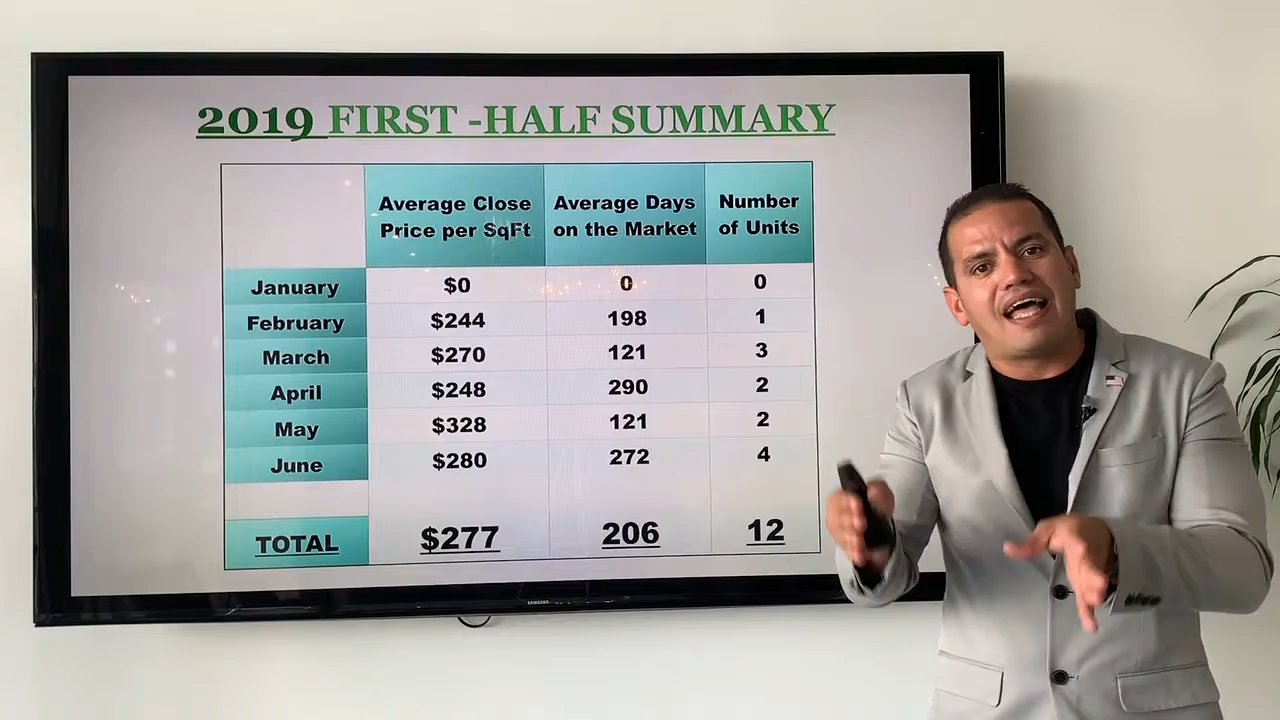 2019 FIRST -HALF SUMMARY
Average Close Price per SqFt
Average Days on the Market
Number of Units
January $0 0 0
February $244 198 1
March $270 121 3
April $248 290 2
May $328 121 2
June $280 272 4
TOTAL $277 206 12
SAMSUNG